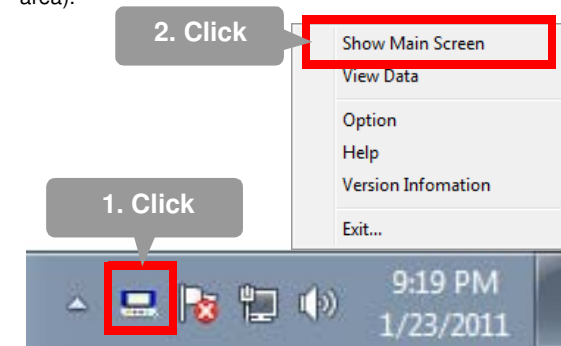 area).
2. Click
Show Main Screen
View Data
Option
Help
Version Infomation
Exit...
1. Click
9:19 PM
1/23/2011